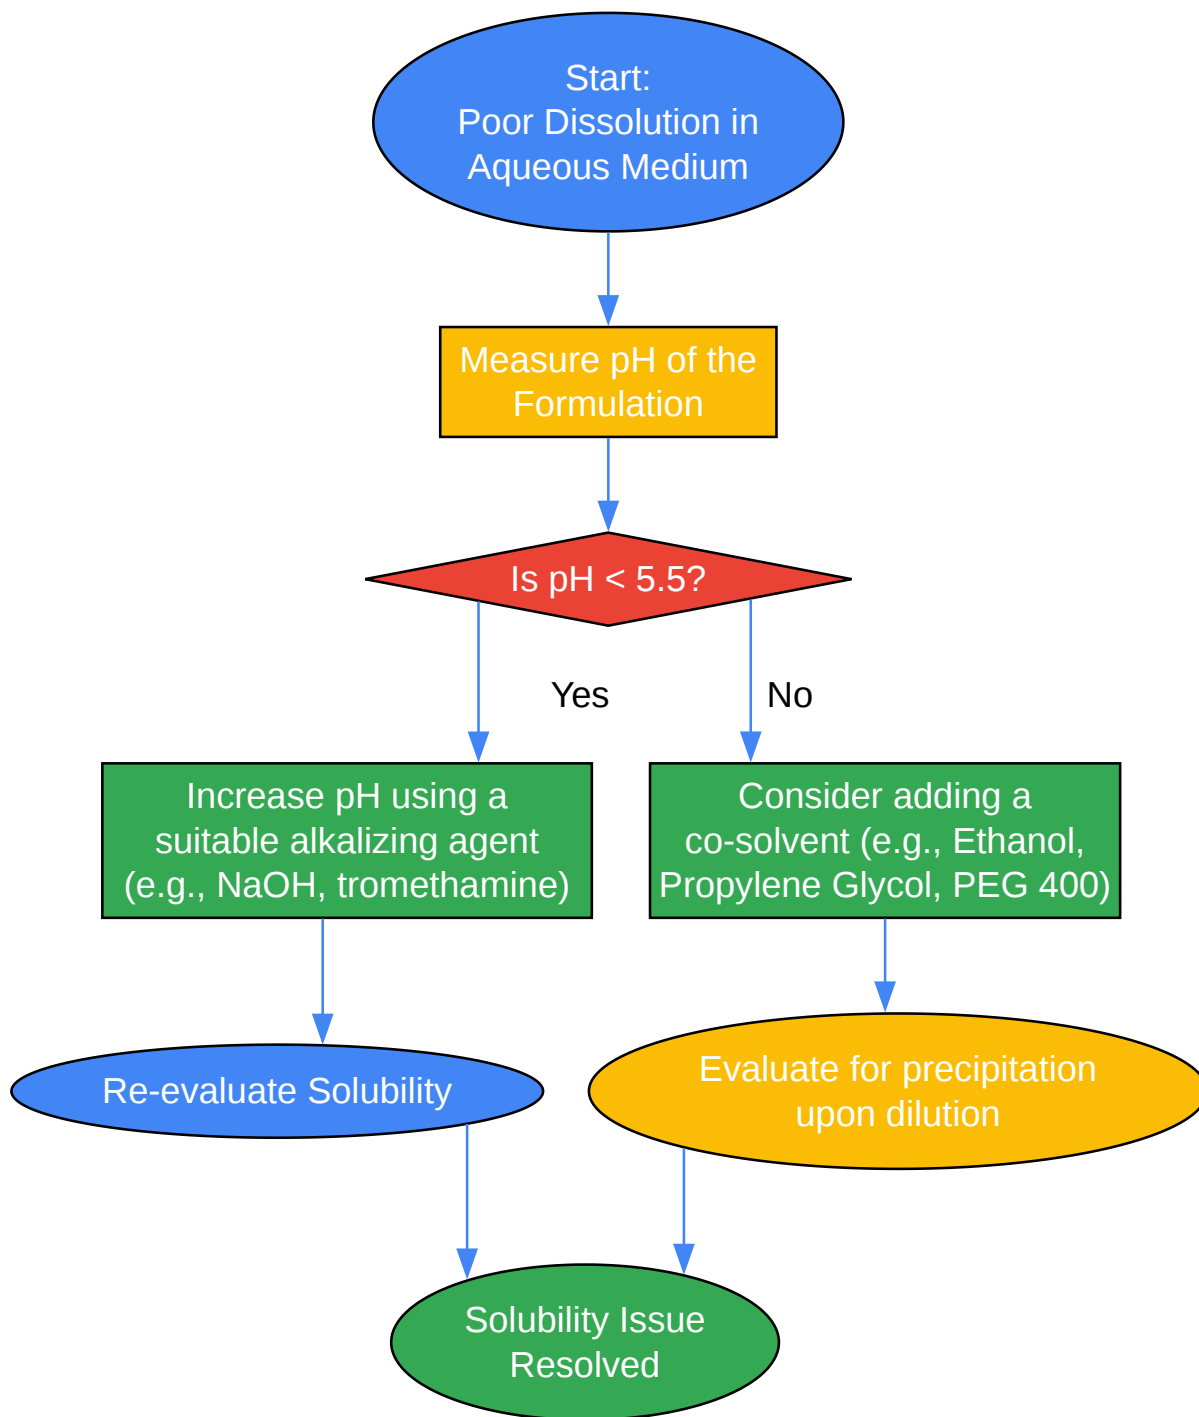 Start:
Poor Dissolution in
Aqueous Medium
Measure pH of the
Formulation
Is pH < 5.5?
Yes
No
Increase pH using a
suitable alkalizing agent
(e.g., NaOH, tromethamine)
Consider adding a
co-solvent (e.g., Ethanol,
Propylene Glycol, PEG 400)
Re-evaluate Solubility
Evaluate for precipitation
upon dilution
Solubility Issue
Resolved